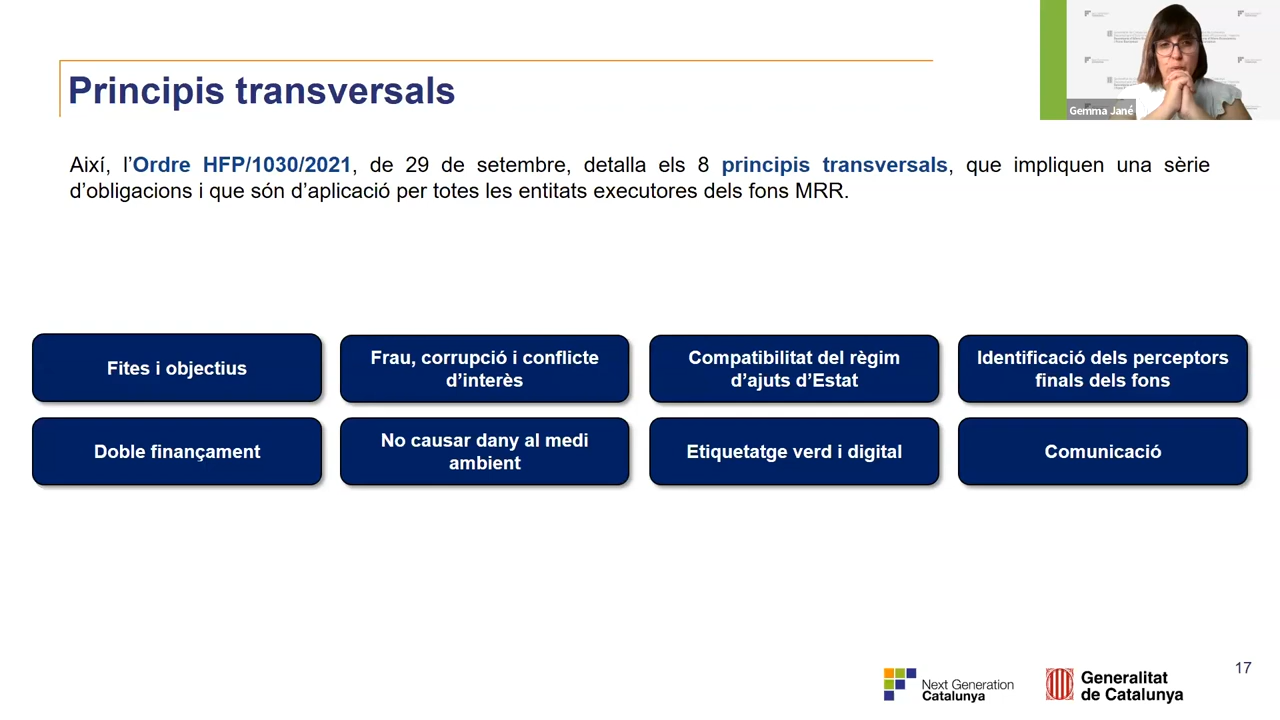 Principis transversals
Així, l’Ordre HFP/1030/2021, de 29 de setembre, detalla els 8 principis transversals, que impliquen una sèrie
d’obligacions i que són d’aplicació per totes les entitats executores dels fons MRR.
Fites i objectius
Frau, corrupció i conflicte
d’interès
Compatibilitat del règim
d’ajuts d’Estat
Identificació dels perceptors
finals dels fons
Doble finançament
No causar dany al medi
ambient
Etiquetatge verd i digital
Comunicació
Gemma Jané
Next Generation
Catalunya
Generalitat
de Catalunya
17